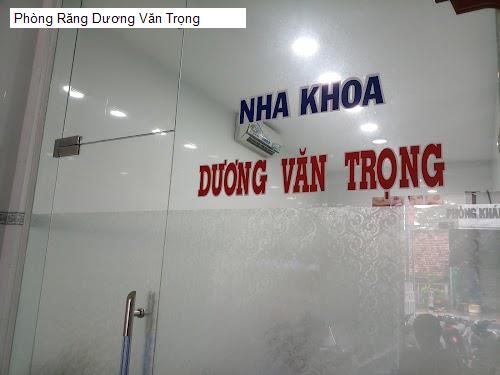 Phòng Răng Dương Văn Trọng
NHA KHOA
DƯƠNG VĂN TRỌNG
PHÒNG KHÁM